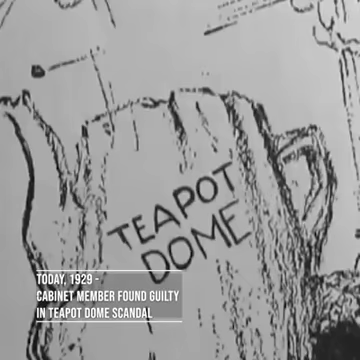 TEAPOT
DOME
TODAY, 1929 -
CABINET MEMBER FOUND GUILTY
IN TEAPOT DOME SCANDAL